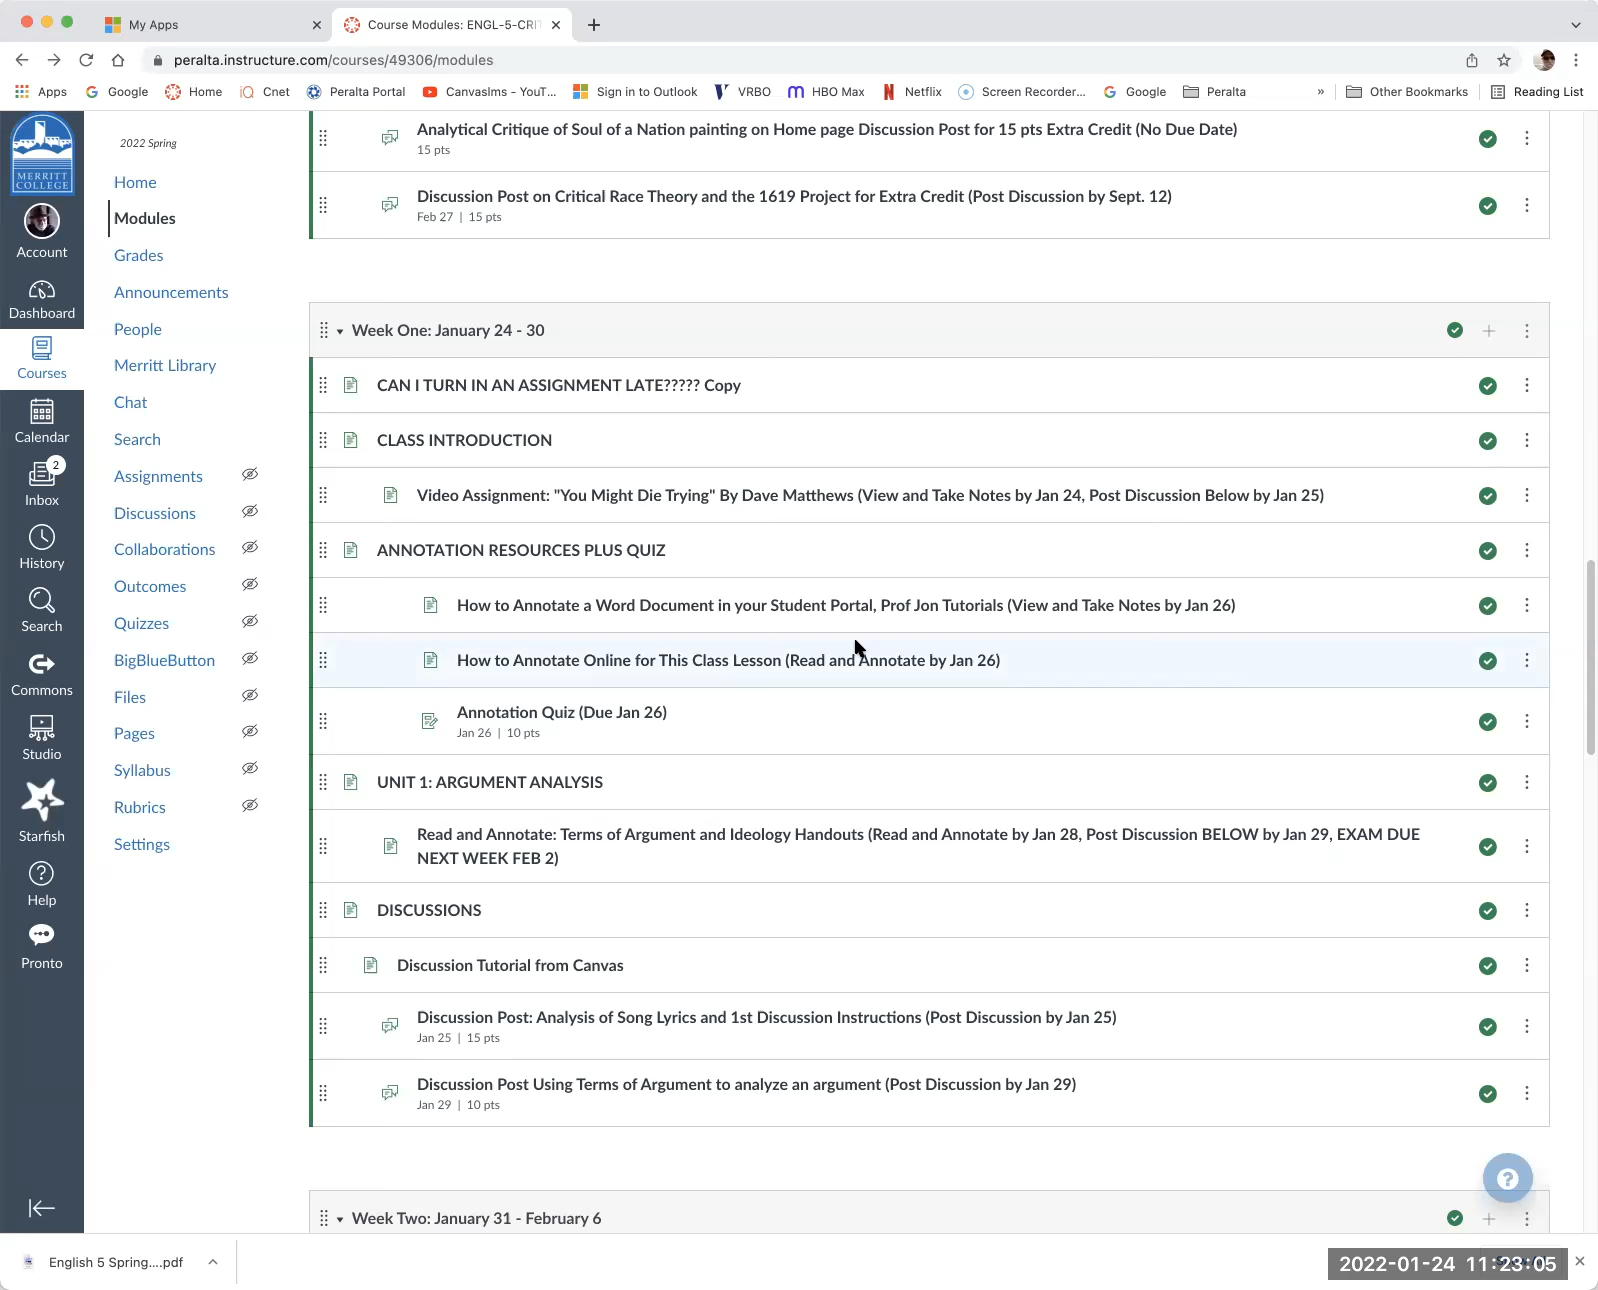 My Apps
Course Modules: ENGL-5-CRIT
peralta.instructure.com/courses/49306/modules
Apps
Google
Home
Cnet
Peralta Portal
Canvaslms - YouT...
Sign in to Outlook
VRBO
HBO Max
Netflix
Screen Recorder...
Google
Peralta
»
Other Bookmarks
Reading List
MERRITT
COLLEGE
Account
Dashboard
Courses
Calendar
2
Inbox
History
Search
Commons
Studio
Starfish
Help
Pronto
2022 Spring
Home
Modules
Grades
Announcements
People
Merritt Library
Chat
Search
Assignments
Discussions
Collaborations
Outcomes
Quizzes
BigBlueButton
Files
Pages
Syllabus
Rubrics
Settings
Analytical Critique of Soul of a Nation painting on Home page Discussion Post for 15 pts Extra Credit (No Due Date)
15 pts
Discussion Post on Critical Race Theory and the 1619 Project for Extra Credit (Post Discussion by Sept. 12)
Feb 27 | 15 pts
Week One: January 24 - 30
CAN I TURN IN AN ASSIGNMENT LATE????? Copy
CLASS INTRODUCTION
Video Assignment: "You Might Die Trying" By Dave Matthews (View and Take Notes by Jan 24, Post Discussion Below by Jan 25)
ANNOTATION RESOURCES PLUS QUIZ
How to Annotate a Word Document in your Student Portal, Prof Jon Tutorials (View and Take Notes by Jan 26)
How to Annotate Online for This Class Lesson (Read and Annotate by Jan 26)
Annotation Quiz (Due Jan 26)
Jan 26 | 10 pts
UNIT 1: ARGUMENT ANALYSIS
Read and Annotate: Terms of Argument and Ideology Handouts (Read and Annotate by Jan 28, Post Discussion BELOW by Jan 29, EXAM DUE
NEXT WEEK FEB 2)
DISCUSSIONS
Discussion Tutorial from Canvas
Discussion Post: Analysis of Song Lyrics and 1st Discussion Instructions (Post Discussion by Jan 25)
Jan 25 | 15 pts
Discussion Post Using Terms of Argument to analyze an argument (Post Discussion by Jan 29)
Jan 29 | 10 pts
Week Two: January 31 - February 6
English 5 Spring....pdf
2022-01-24 11:23:05